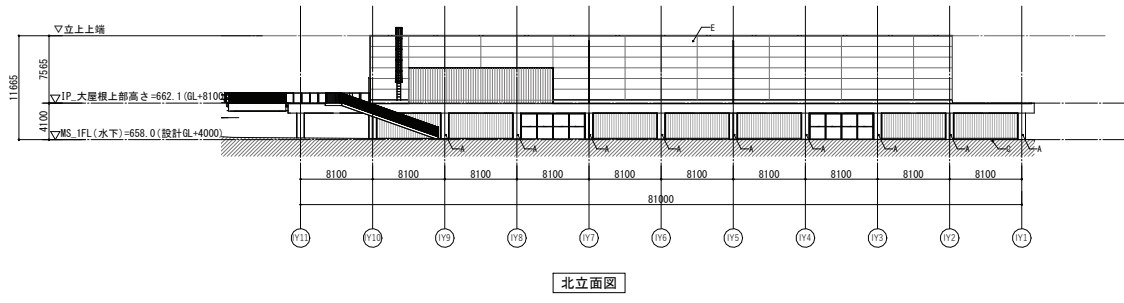 ▽立上上端
E
11665
7565
▽IP_大屋根上部高さ=662.1(GL+8100)
4100
▽MS_1FL(水下)=658.0(設計GL+4000)
A A A A A A A A C A
8100 8100 8100 8100 8100 8100 8100 8100 8100 8100
81000
IY11 IY10 IY9 IY8 IY7 IY6 IY5 IY4 IY3 IY2 IY1
北立面図